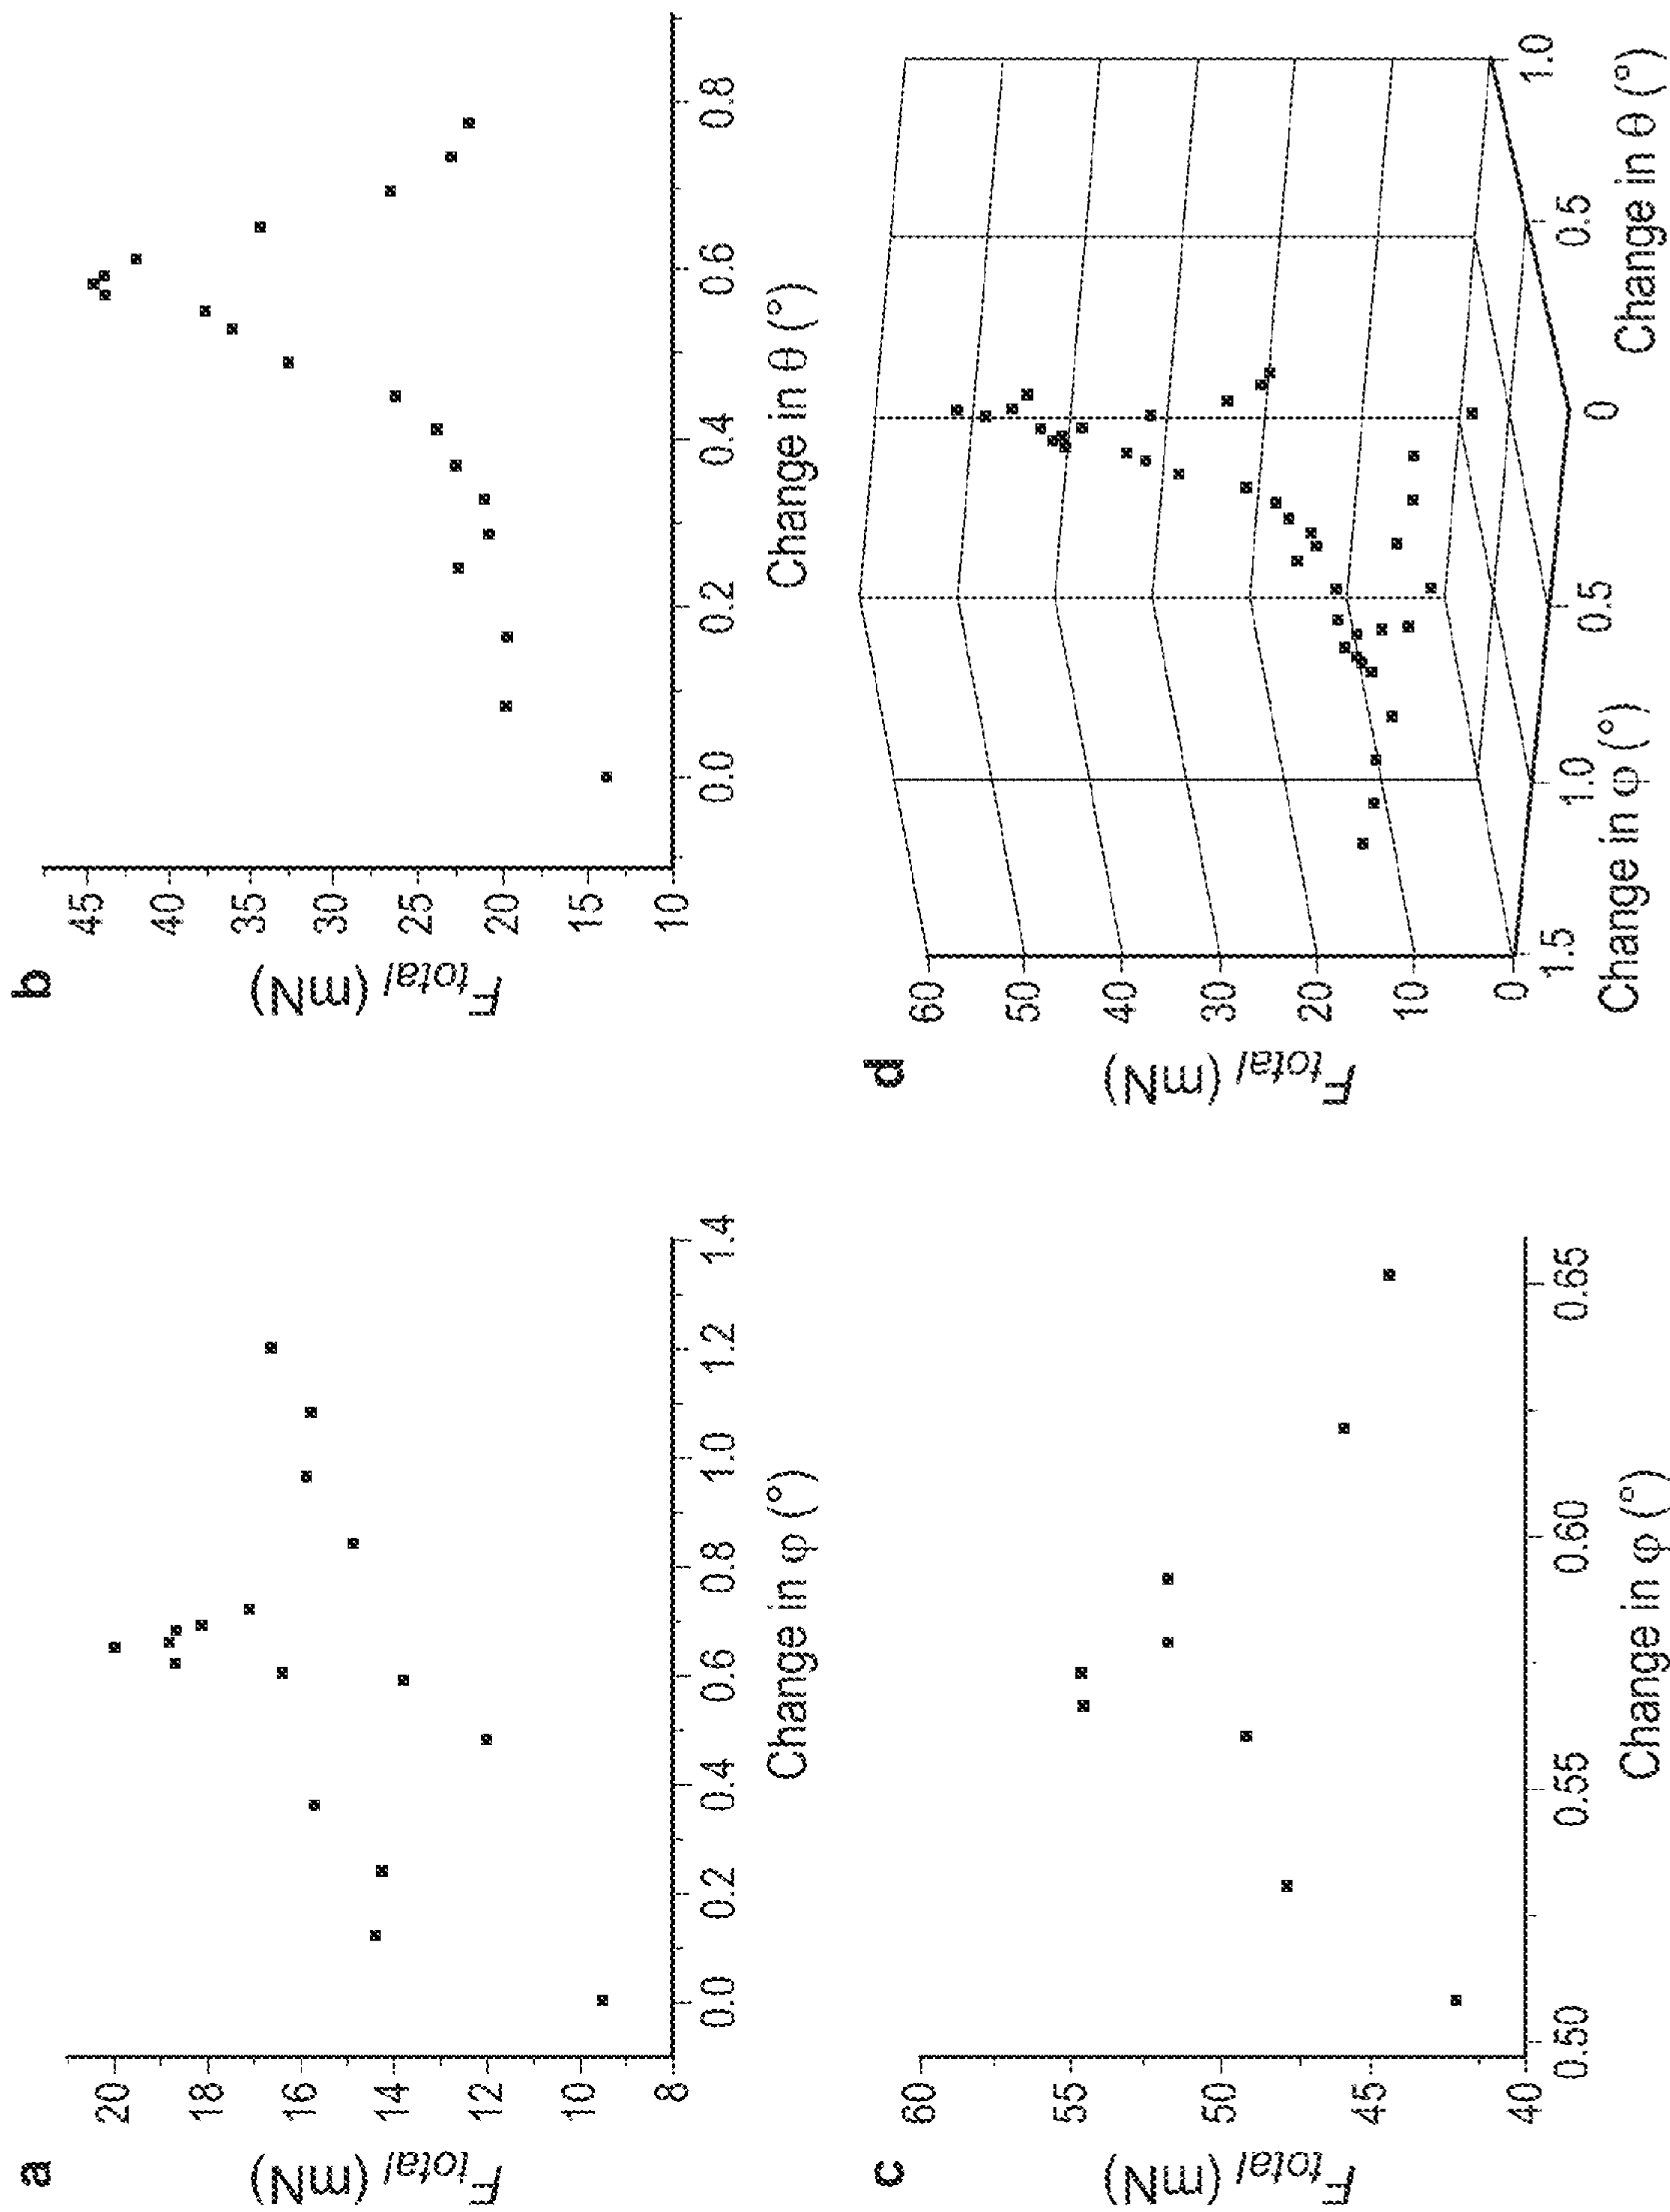 a
F total (mN)
20
18
16
14
12
10
8
0.0 0.2 0.4 0.6 0.8 1.0 1.2 1.4
Change in φ (°)
b
F total (mN)
45
40
35
30
25
20
15
10
0.0 0.2 0.4 0.6 0.8
Change in θ (°)
c
F total (mN)
60
55
50
45
40
0.50 0.55 0.60 0.65
Change in φ (°)
d
F total (mN)
60
50
40
30
20
10
0
1.5 1.0 0.5 0 0.5 1.0
Change in φ (°)
Change in θ (°)